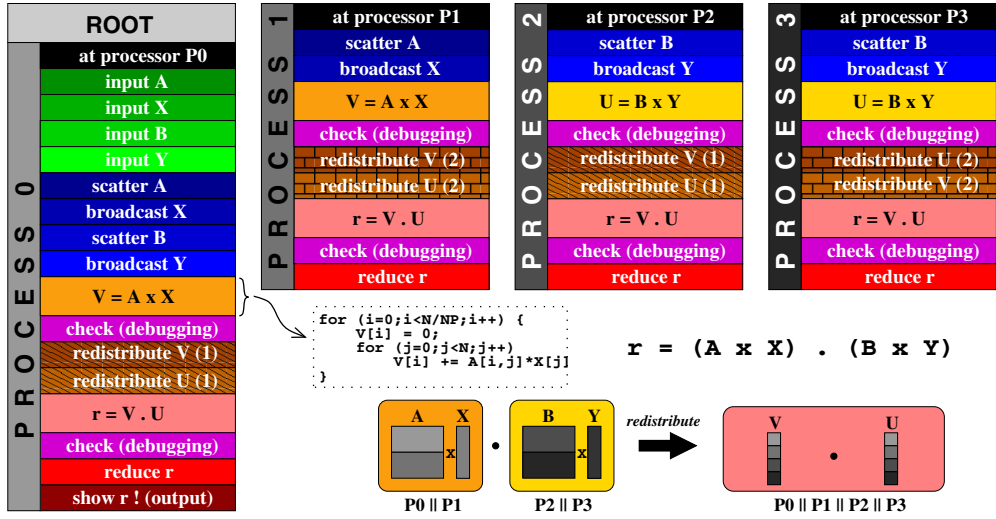 ROOT
PROCESS 0
at processor P0
input A
input X
input B
input Y
scatter A
broadcast X
scatter B
broadcast Y
V = A x X
check (debugging)
redistribute V (1)
redistribute U (1)
r = V . U
check (debugging)
reduce r
show r ! (output)
PROCESS 1
at processor P1
scatter A
broadcast X
V = A x X
check (debugging)
redistribute V (2)
redistribute U (2)
r = V . U
check (debugging)
reduce r
PROCESS 2
at processor P2
scatter B
broadcast Y
U = B x Y
check (debugging)
redistribute V (1)
redistribute U (1)
r = V . U
check (debugging)
reduce r
PROCESS 3
at processor P3
scatter B
broadcast Y
U = B x Y
check (debugging)
redistribute U (2)
redistribute V (2)
r = V . U
check (debugging)
reduce r
for (i=0;i<N/NP;i++) {
V[i] = 0;
for (j=0;j<N;j++)
V[i] += A[i,j]*X[j]
}
r = (A x X) . (B x Y)
A X
x
B Y
x
P0 || P1
P2 || P3
redistribute
V U
P0 || P1 || P2 || P3